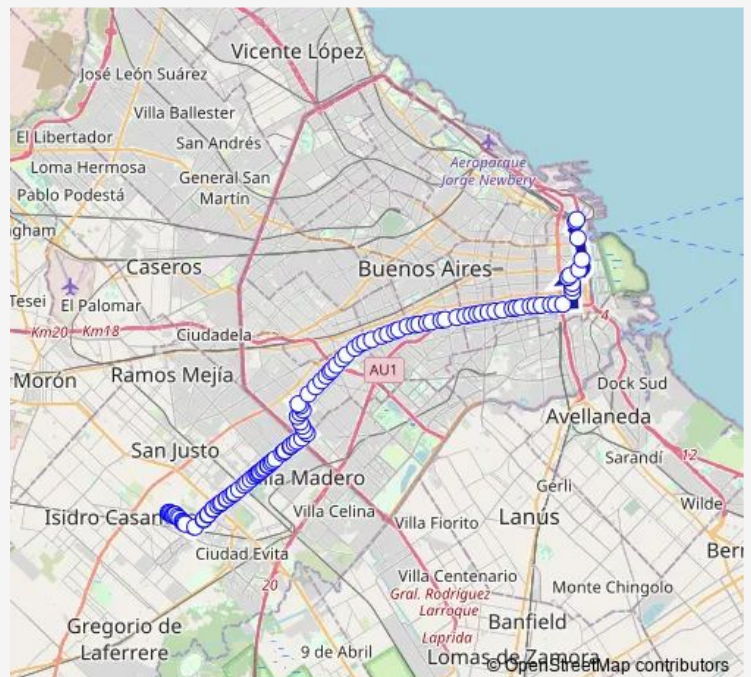 Vicente López
José León Suárez
Villa Ballester
El Libertador
San Andrés
Aeroparque
Jorge Newbery
Loma Hermosa
General San
Martín
Pablo Podestá
gham
Caseros
Buenos Aires
Tesei
El Palomar
4
Km20
Km18
Ciudadela
AU1
Morón
Ramos Mejía
Dock Sud
Avellaneda
San Justo
Sarandí
12
Madero
Gerli
Wilde
Isidro Casan
Villa Celina
Villa Fiorito
Lanús
Ciudad Evita
Bern
20
Villa Centenario
Monte Chingolo
Gral. Rodríguez
Larroque
Gregorio de
Laferrere
Banfield
Laprida
9 de Abril
Lomas de Zamora
© OpenStreetMap contributors